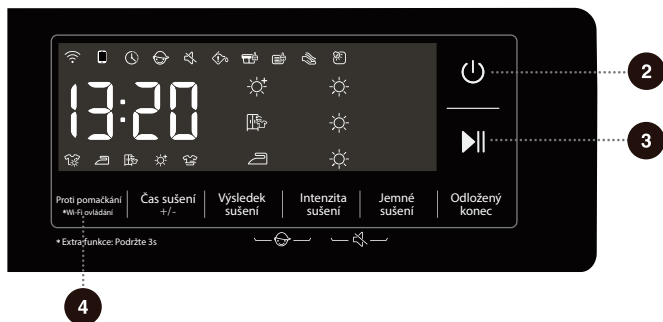 13:20
2
3
Proti pomačkání
*Wi-Fi ovládání
Čas sušení
+/-
Výsledek
sušení
Intenzita
sušení
Jemné
sušení
Odložený
konec
* Extra funkce: Podržte 3s
4